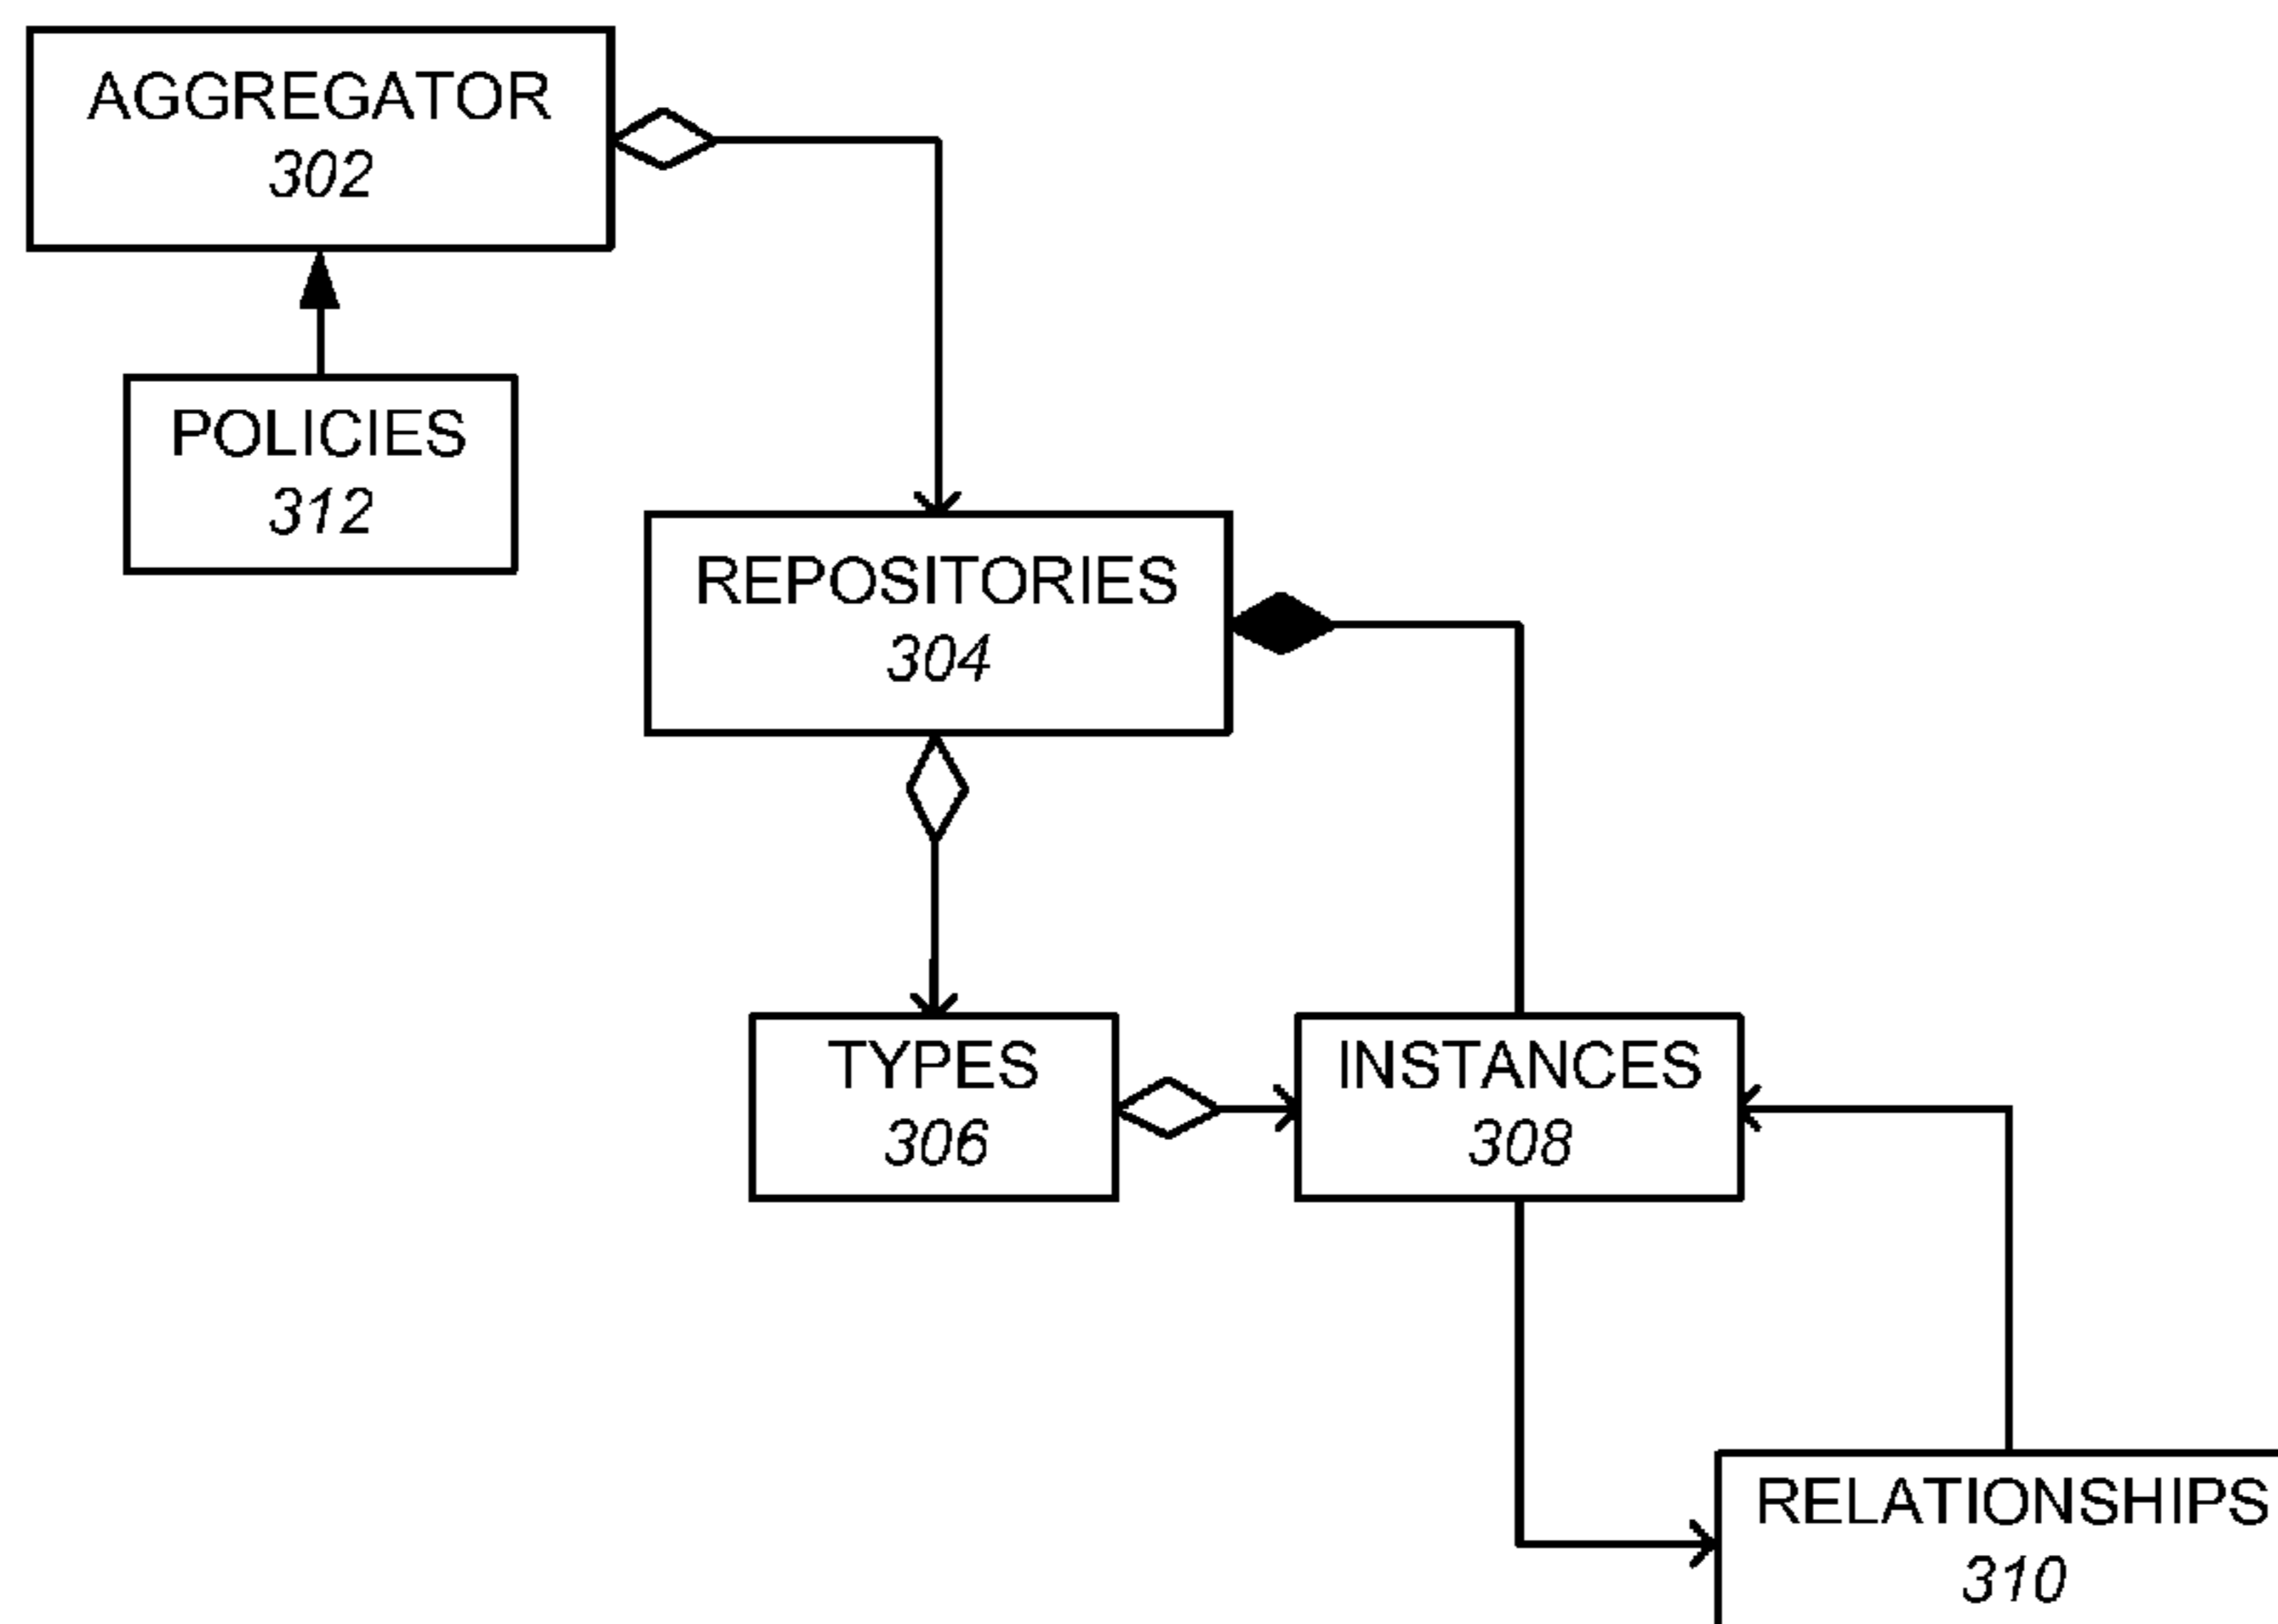 AGGREGATOR
302
POLICIES
312
REPOSITORIES
304
TYPES
306
INSTANCES
308
RELATIONSHIPS
310